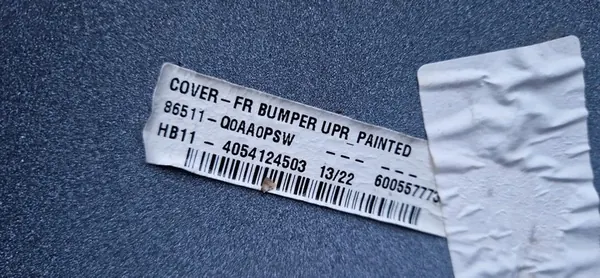 COVER-FR BUMPER UPR_PAINTED
86511-Q0AA0PSW --- ---
HB11 - 4054124503 13/22 600557773